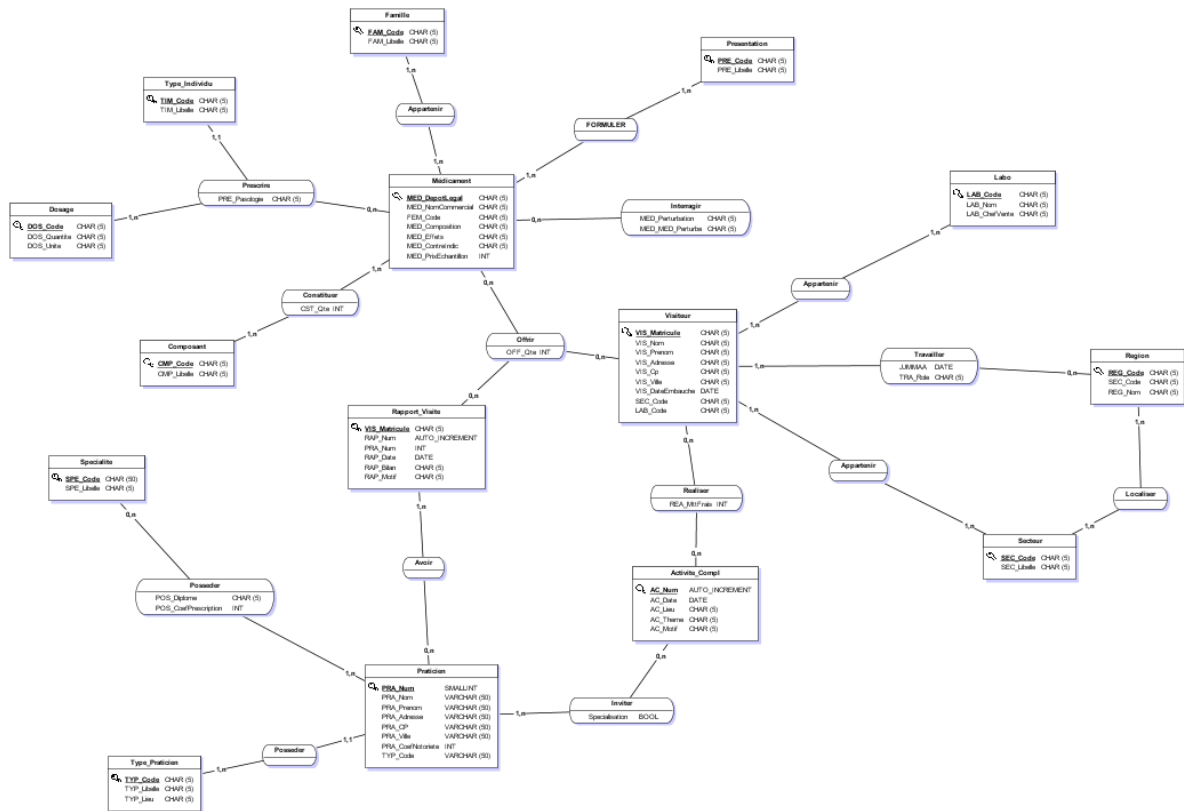 Famille
FAM_Code CHAR (5)
FAM_Libelle CHAR (5)
1,n
Appartenir
1,n
Presentation
PRE_Code CHAR (5)
PRE_Libelle CHAR (5)
1,n
FORMULER
1,n
Type_Individu
TIM_Code CHAR (5)
TIM_Libelle CHAR (5)
1,1
Prescrire
PRE_Posologie CHAR (5)
1,n
0,n
Dosage
DOS_Code CHAR (5)
DOS_Quantite CHAR (5)
DOS_Unite CHAR (5)
Médicament
MED_DepotLegal CHAR (5)
MED_NomCommercial CHAR (5)
FEM_Code CHAR (5)
MED_Composition CHAR (5)
MED_Effets CHAR (5)
MED_ContreIndic CHAR (5)
MED_PrixEchantillon INT
0,n
Interragir
MED_Perturbation CHAR (5)
MED_MED_Perturba CHAR (5)
Labo
LAB_Code CHAR (5)
LAB_Nom CHAR (5)
LAB_ChefVente CHAR (5)
1,n
Appartenir
1,n
1,n
Constituer
CST_Qte INT
1,n
Composant
CMP_Code CHAR (5)
CMP_Libelle CHAR (5)
0,n
Offrir
OFF_Qte INT
0,n
0,n
Visiteur
VIS_Matricule CHAR (5)
VIS_Nom CHAR (5)
VIS_Prenom CHAR (5)
VIS_Adresse CHAR (5)
VIS_Cp CHAR (5)
VIS_Ville CHAR (5)
VIS_DateEmbauche DATE
SEC_Code CHAR (5)
LAB_Code CHAR (5)
1,n
Travailler
JJMMAA DATE
TRA_Role CHAR (5)
0,n
Region
REG_Code CHAR (5)
SEC_Code CHAR (5)
REG_Nom CHAR (5)
1,n
Localiser
1,n
1,n
Appartenir
1,n
Secteur
SEC_Code CHAR (5)
SEC_Libelle CHAR (5)
Rapport_Visite
VIS_Matricule CHAR (5)
RAP_Num AUTO_INCREMENT
PRA_Num INT
RAP_Date DATE
RAP_Bilan CHAR (5)
RAP_Motif CHAR (5)
1,n
Avoir
0,n
0,n
Realiser
REA_MttFrais INT
0,n
Activite_Compl
AC_Num AUTO_INCREMENT
AC_Date DATE
AC_Lieu CHAR (5)
AC_Theme CHAR (5)
AC_Motif CHAR (5)
0,n
Inviter
Specialisation BOOL
1,n
Specialite
SPE_Code CHAR (50)
SPE_Libelle CHAR (5)
0,n
Posseder
POS_Diplome CHAR (5)
POS_CoefPrescription INT
1,n
Praticien
PRA_Num SMALLINT
PRA_Nom VARCHAR (50)
PRA_Prenom VARCHAR (50)
PRA_Adresse VARCHAR (50)
PRA_CP VARCHAR (50)
PRA_Ville VARCHAR (50)
PRA_CoefNotoriete INT
TYP_Code VARCHAR (50)
1,1
Posseder
1,n
Type_Praticien
TYP_Code CHAR (5)
TYP_Libelle CHAR (5)
TYP_Lieu CHAR (5)